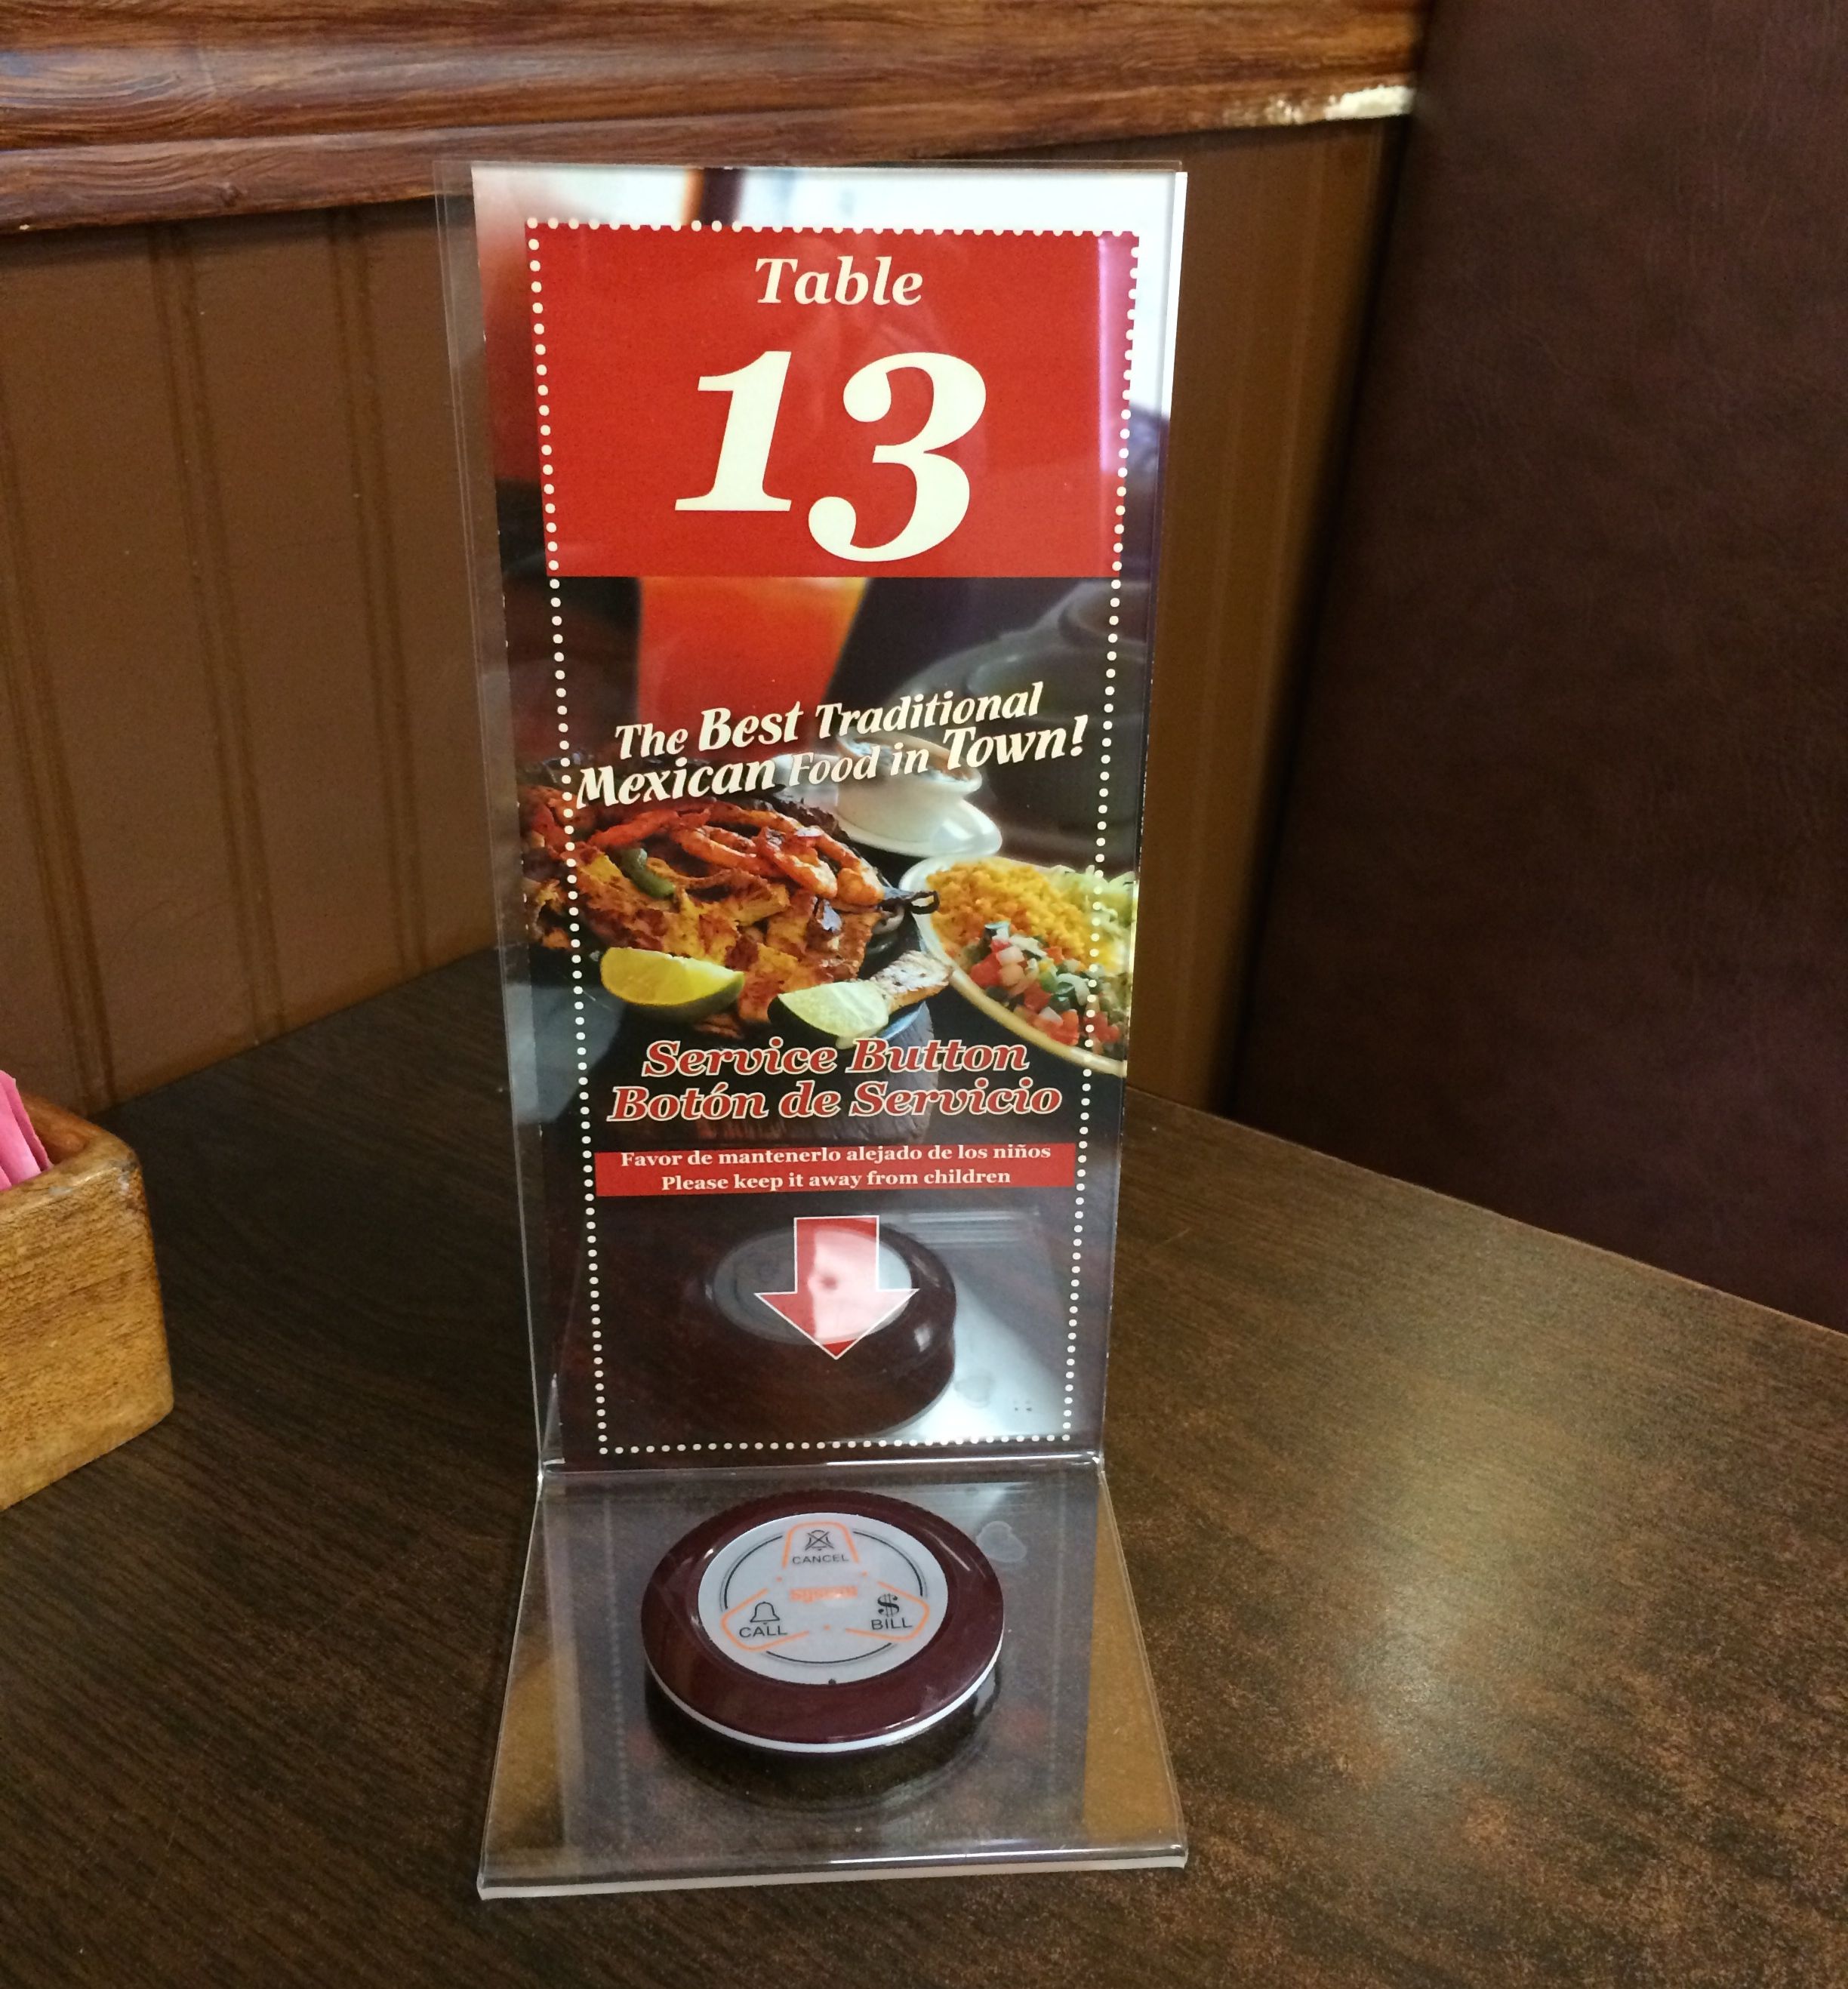 Table
13
The Best Traditional
Mexican Food in Town!
Service Button
Botón de Servicio
Favor de mantenerlo alejado de los niños
Please keep it away from children
CANCEL
CALL
$
BILL